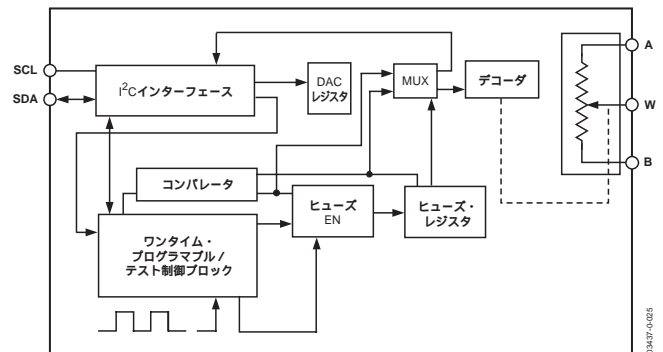 SCL
SDA
I²Cインターフェース
DAC
レジスタ
MUX
デコーダ
A
W
B
コンパレータ
ヒューズ
EN
ヒューズ・
レジスタ
ワンタイム・
プログラマブル /
テスト制御ブロック
03437-0-025